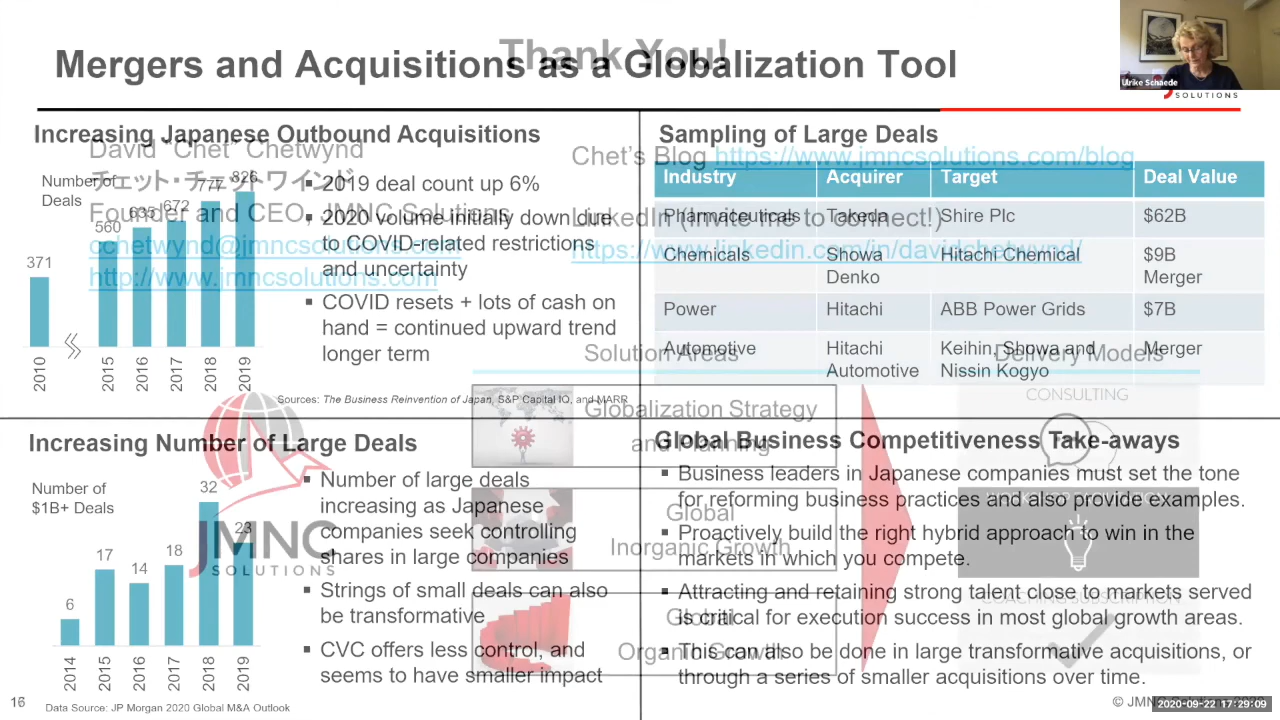 Mergers and Acquisitions as a Globalization Tool
Thank You!
Ulrike Schaede
SOLUTIONS
Increasing Japanese Outbound Acquisitions
Number of
Deals
371
560
635
672
777
826
2010
2015
2016
2017
2018
2019
▪ 2019 deal count up 6%
▪ 2020 volume initially down due
to COVID-related restrictions
and uncertainty
▪ COVID resets + lots of cash on
hand = continued upward trend
longer term
Sources: The Business Reinvention of Japan, S&P Capital IQ, and MARR
David "Chet" Chetwynd
チェット・チェットワインド
Founder and CEO, JMNC Solutions
cchetwynd@jmncsolutions.com
http://www.jmncsolutions.com
Sampling of Large Deals
Chet's Blog https://www.jmncsolutions.com/blog
LinkedIn (Invite me to connect!)
https://www.linkedin.com/in/davidchetwynd/
Industry Acquirer Target Deal Value
Pharmaceuticals Takeda Shire Plc $62B
Chemicals Showa Hitachi Chemical $9B
Denko Merger
Power Hitachi ABB Power Grids $7B
Automotive Hitachi Keihin, Showa and Merger
Automotive Nissin Kogyo
Solution Areas
Delivery Models
Globalization Strategy
and Planning
Global
Inorganic Growth
Global
Organic Growth
CONSULTING
COACHING SUBSCRIPTION
Increasing Number of Large Deals
Number of
$1B+ Deals
6
17
14
18
32
23
2014
2015
2016
2017
2018
2019
JMNC
SOLUTIONS
▪ Number of large deals
increasing as Japanese
companies seek controlling
shares in large companies
▪ Strings of small deals can also
be transformative
▪ CVC offers less control, and
seems to have smaller impact
Global Business Competitiveness Take-aways
▪ Business leaders in Japanese companies must set the tone
for reforming business practices and also provide examples.
▪ Proactively build the right hybrid approach to win in the
markets in which you compete.
▪ Attracting and retaining strong talent close to markets served
is critical for execution success in most global growth areas.
▪ This can also be done in large transformative acquisitions, or
through a series of smaller acquisitions over time.
16
Data Source: JP Morgan 2020 Global M&A Outlook
© JMNC Solutions 2020
2020-09-22 17:29:09